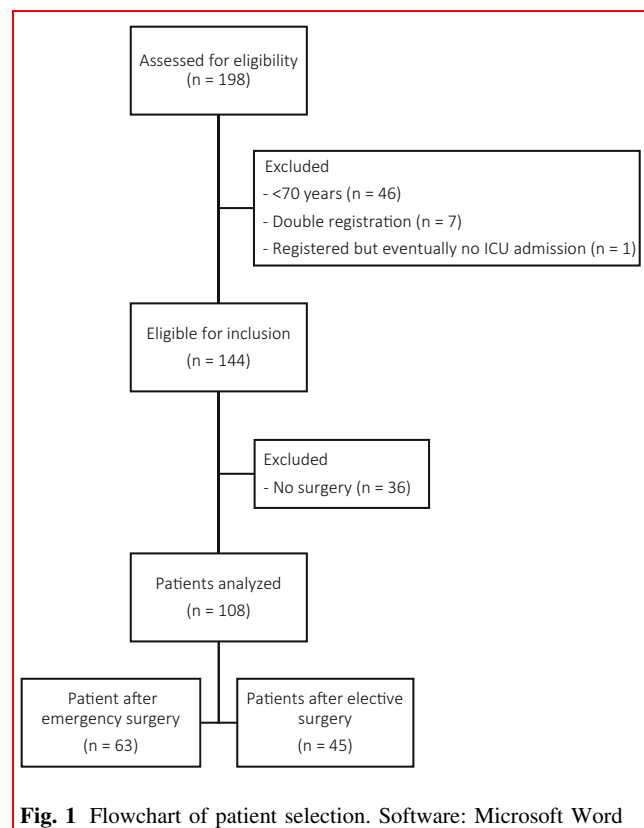 Assessed for eligibility
(n = 198)
Excluded
- <70 years (n = 46)
- Double registration (n = 7)
- Registered but eventually no ICU admission (n = 1)
Eligible for inclusion
(n = 144)
Excluded
- No surgery (n = 36)
Patients analyzed
(n = 108)
Patient after
emergency surgery
(n = 63)
Patients after elective
surgery
(n = 45)
Fig. 1 Flowchart of patient selection. Software: Microsoft Word